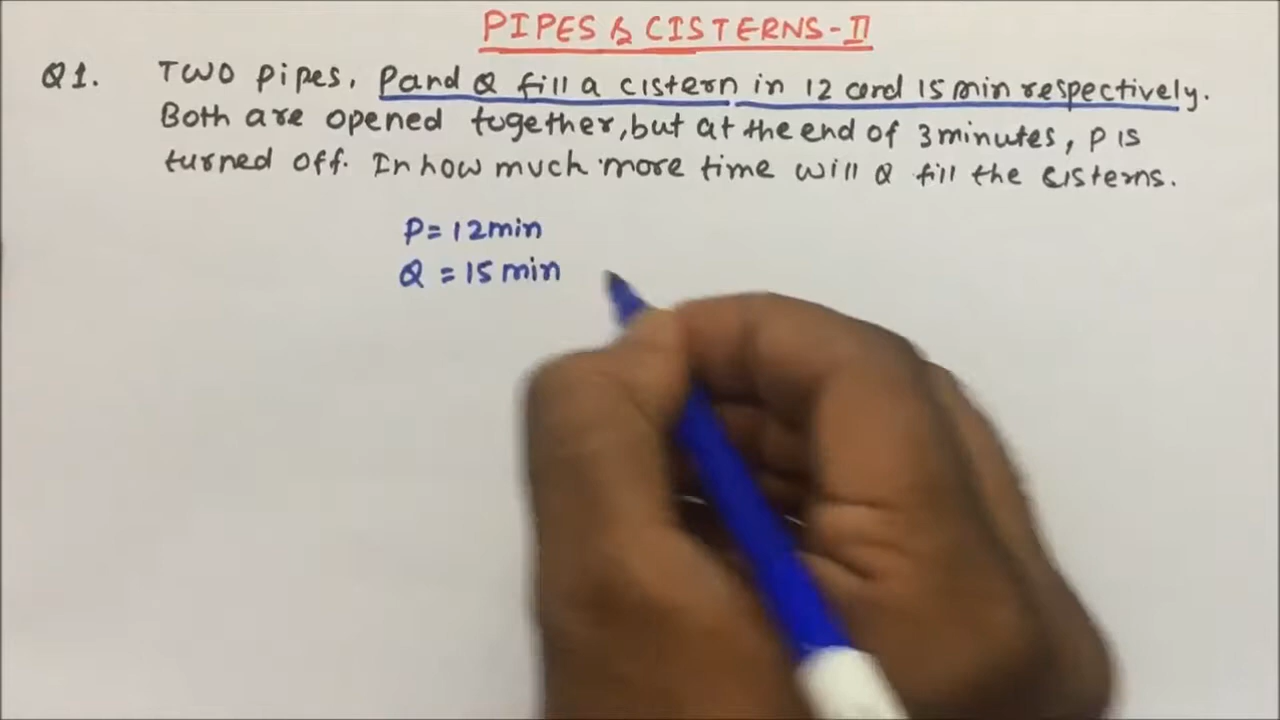 PIPES & CISTERNS-II
Q1. TWO pipes, P and Q fill a cistern in 12 and 15 min respectively.
Both are opened together, but at the end of 3 minutes, P is
turned off. In how much more time will Q fill the cisterns.
P = 12 min
Q = 15 min